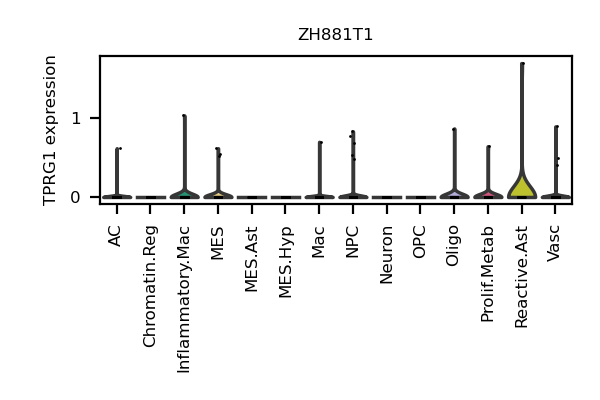 ZH881T1
TPRG1 expression
1
0
AC
Chromatin.Reg
Inflammatory.Mac
MES
MES.Ast
MES.Hyp
Mac
NPC
Neuron
OPC
Oligo
Prolif.Metab
Reactive.Ast
Vasc